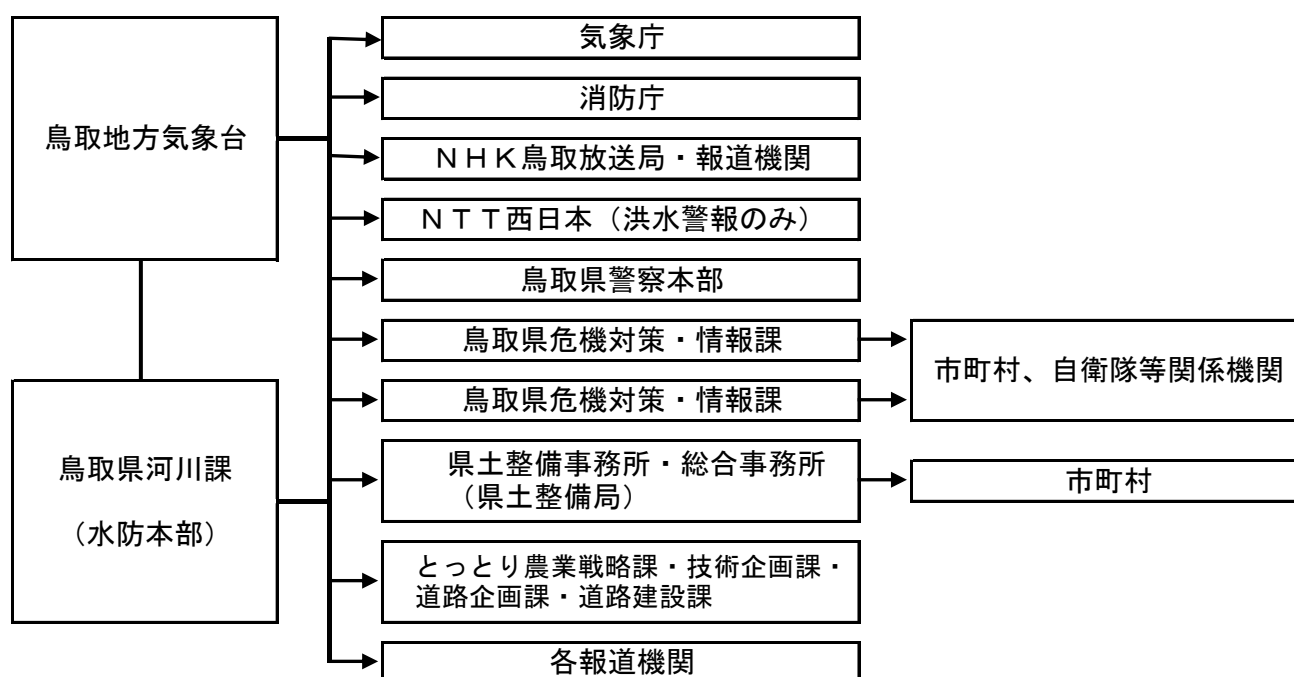 鳥取地方気象台
鳥取県河川課
（水防本部）
気象庁
消防庁
ＮＨＫ鳥取放送局・報道機関
ＮＴＴ西日本（洪水警報のみ）
鳥取県警察本部
鳥取県危機対策・情報課
鳥取県危機対策・情報課
県土整備事務所・総合事務所
（県土整備局）
とっとり農業戦略課・技術企画課・
道路企画課・道路建設課
各報道機関
市町村、自衛隊等関係機関
市町村